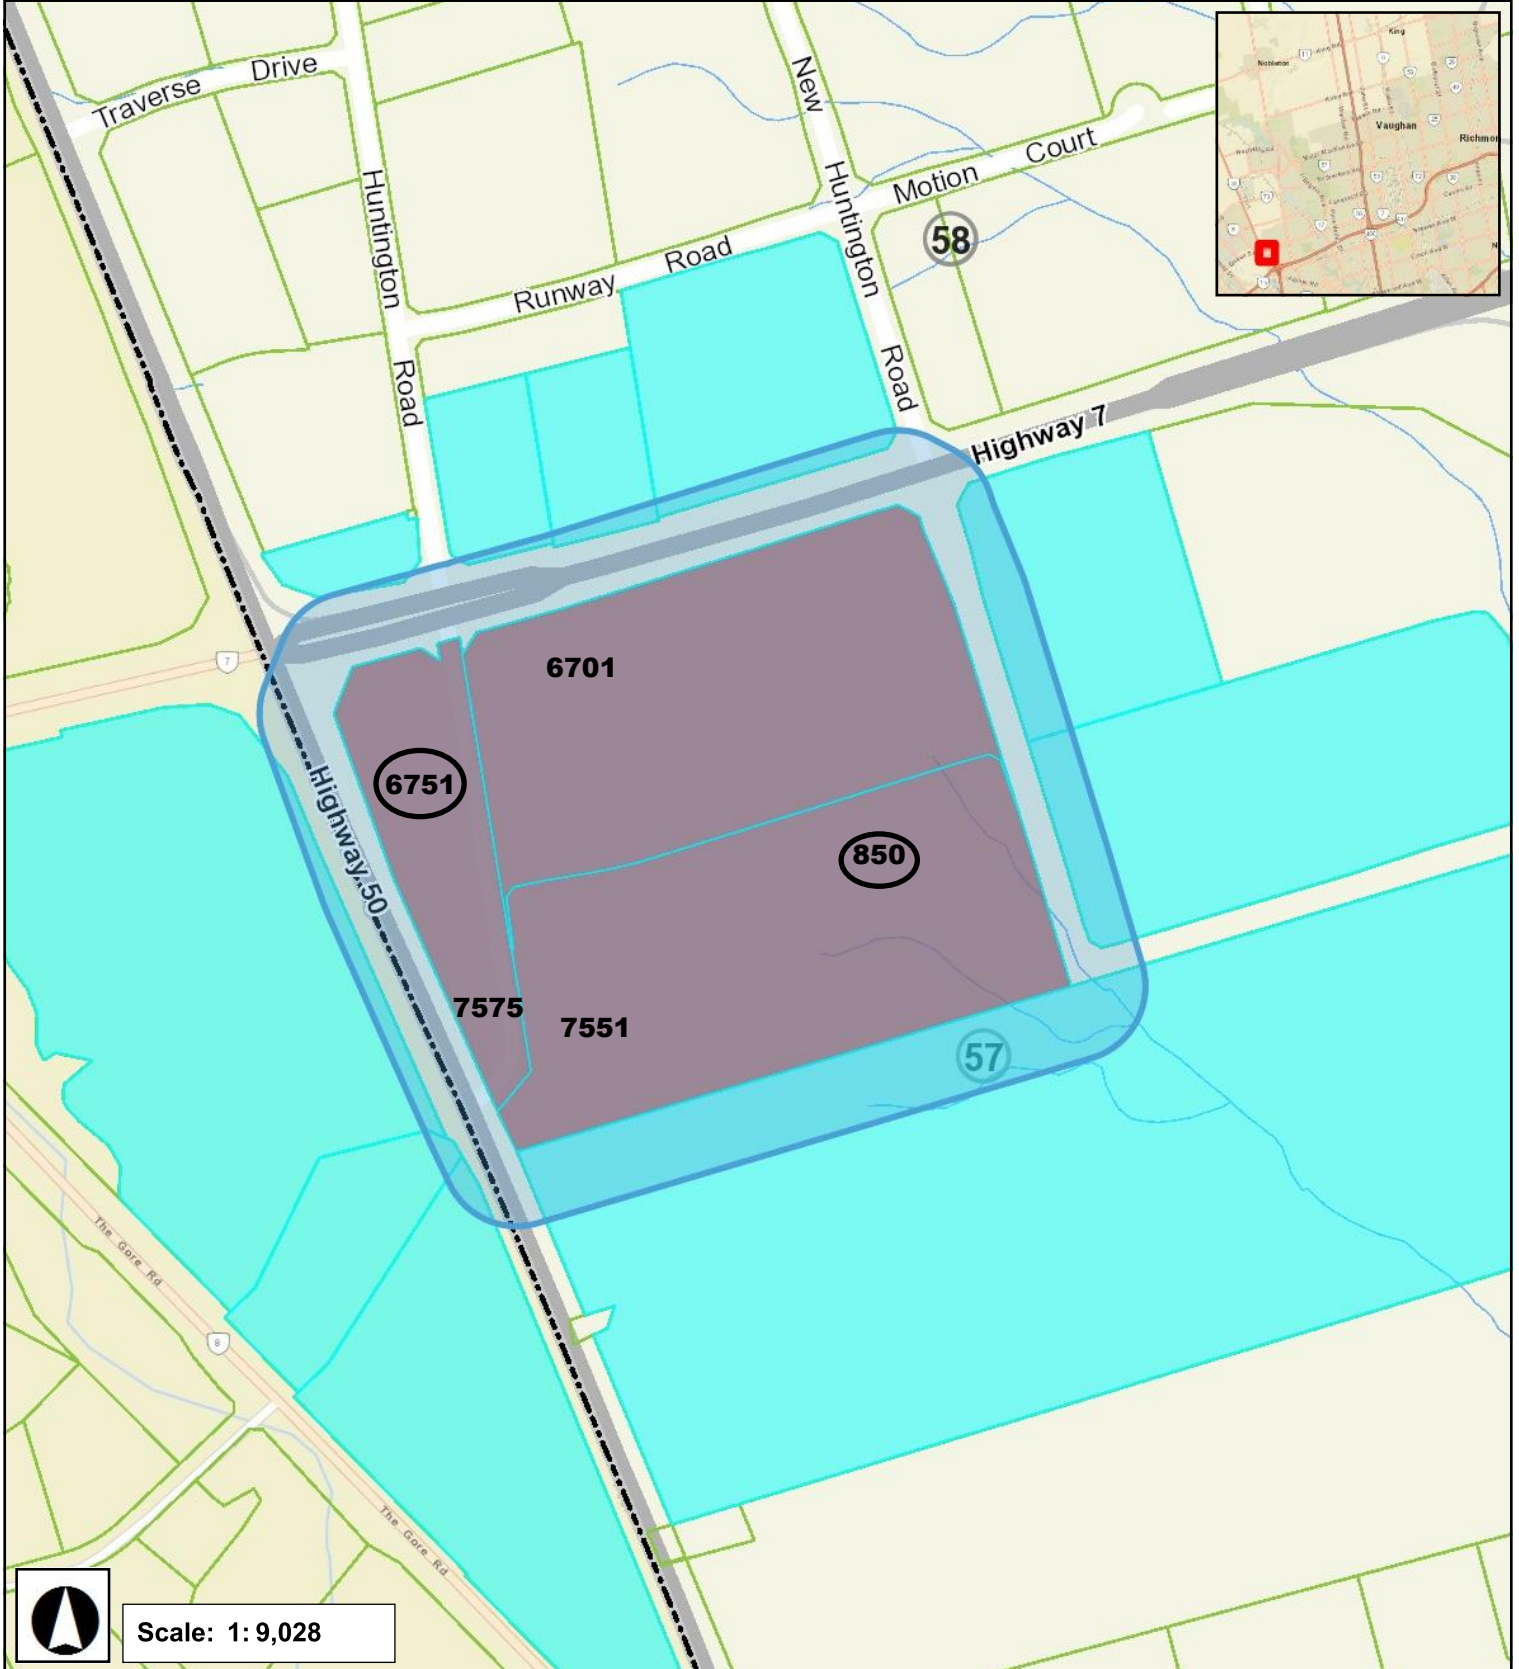 Traverse Drive
Huntington Road
New Huntington Road
Runway Road
Motion Court
58
King
Nobleton
Vaughan
Richmon
Highway 7
7
6701
6751
850
Highway 50
7575
7551
57
The Gore Rd
8
The Gore Rd
Scale: 1: 9,028